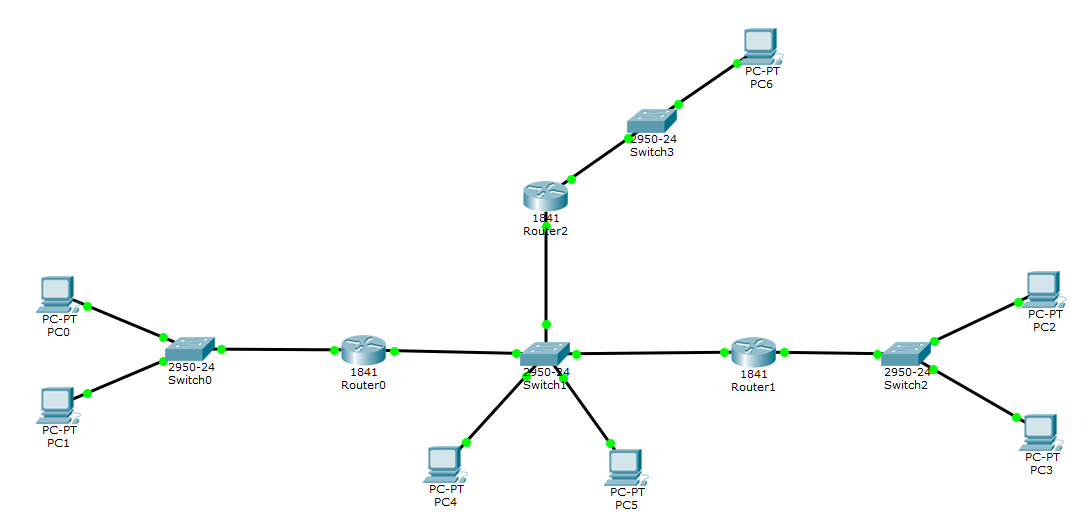 PC-PT
PC6
2950-24
Switch3
1841
Router2
PC-PT
PC0
2950-24
Switch0
PC-PT
PC1
1841
Router0
2950-24
Switch1
1841
Router1
2950-24
Switch2
PC-PT
PC2
PC-PT
PC3
PC-PT
PC4
PC-PT
PC5